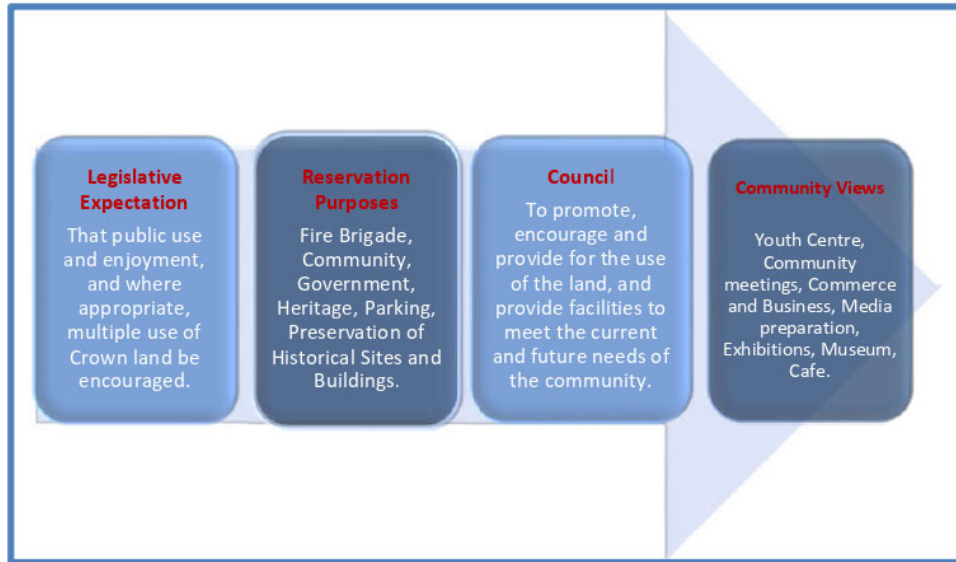 Legislative
Expectation
That public use
and enjoyment,
and where
appropriate,
multiple use of
Crown land be
encouraged.
Reservation
Purposes
Fire Brigade,
Community,
Government,
Heritage, Parking,
Preservation of
Historical Sites and
Buildings.
Council
To promote,
encourage and
provide for the use
of the land, and
provide facilities to
meet the current
and future needs of
the community.
Community Views
Youth Centre,
Community
meetings, Commerce
and Business, Media
preparation,
Exhibitions, Museum,
Cafe.